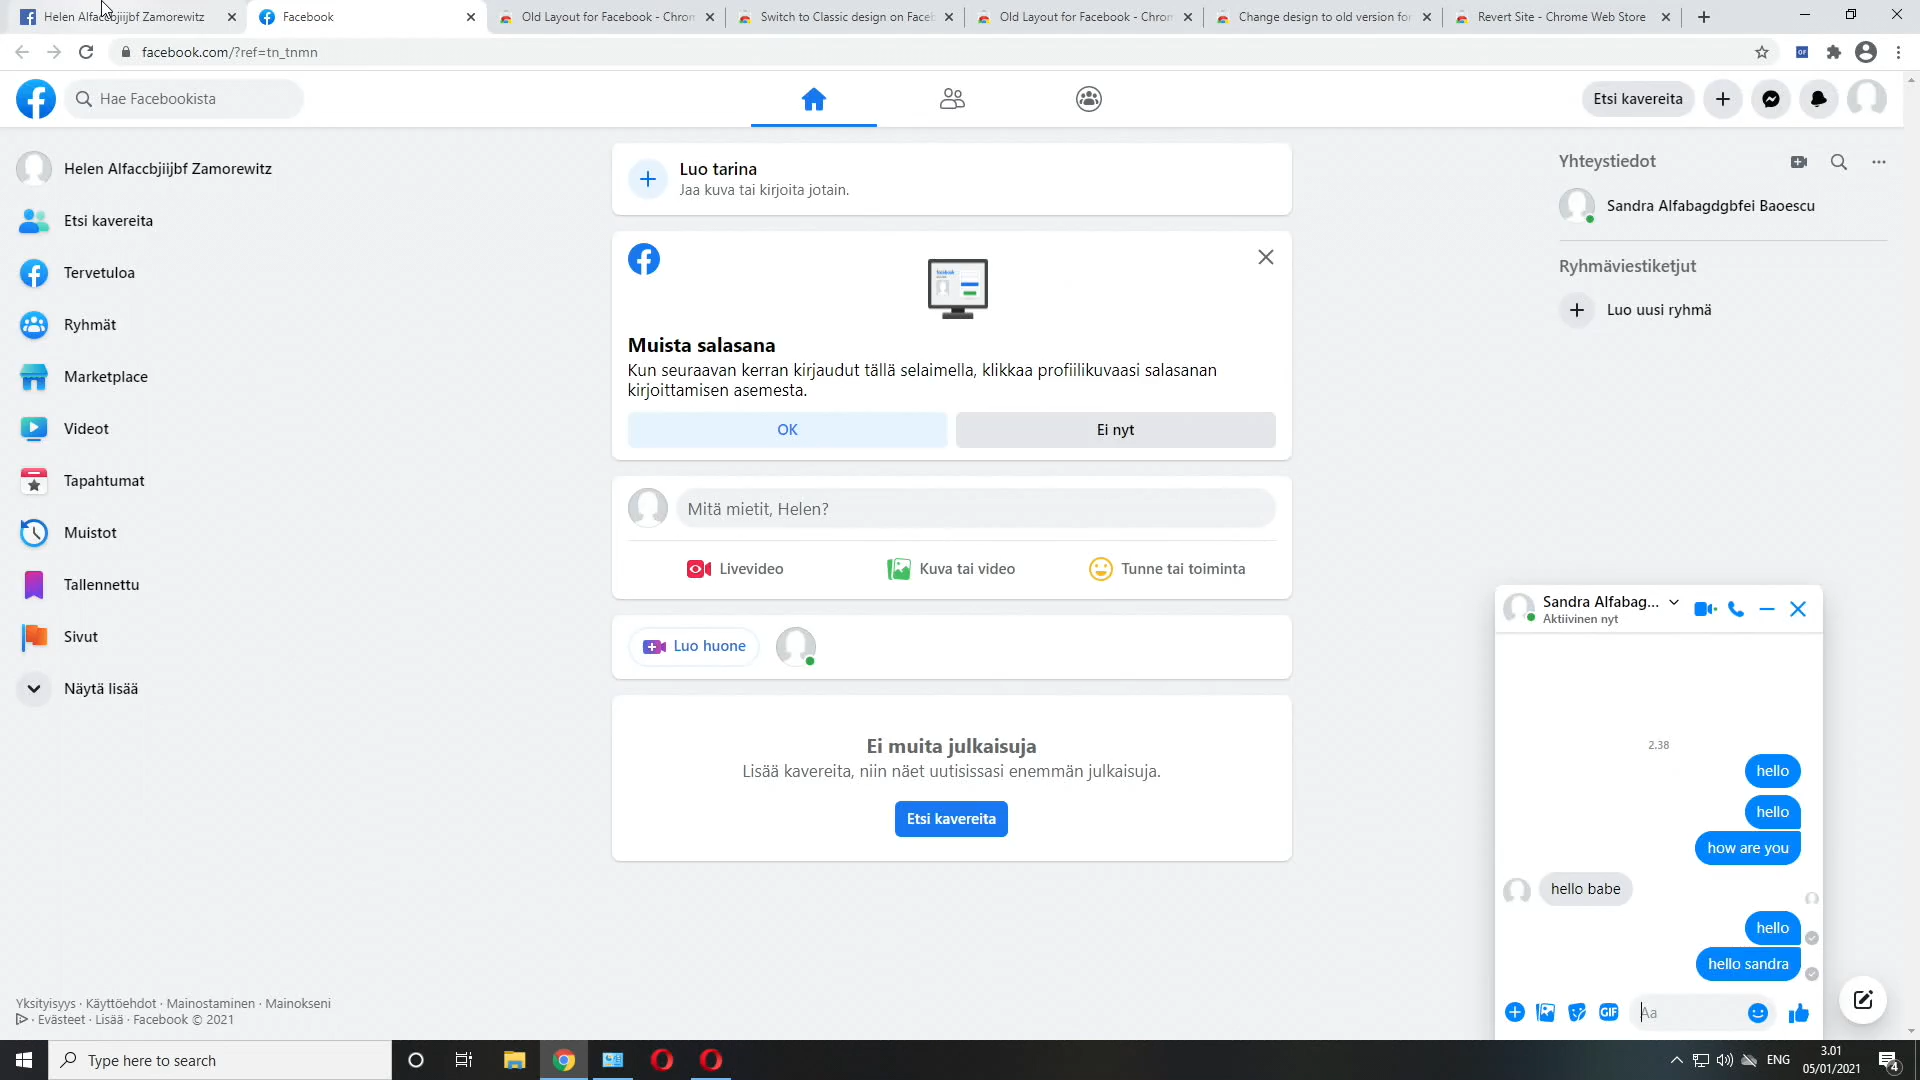 Helen Alfaccbjiijbf Zamorewitz
Facebook
Old Layout for Facebook - Chrom
Switch to Classic design on Faceb
Old Layout for Facebook - Chrom
Change design to old version for
Revert Site - Chrome Web Store
facebook.com/?ref=tn_tnmn
Hae Facebookista
Etsi kavereita
Helen Alfaccbjiijbf Zamorewitz
Etsi kavereita
Tervetuloa
Ryhmät
Marketplace
Videot
Tapahtumat
Muistot
Tallennettu
Sivut
Näytä lisää
Yksityisyys · Käyttöehdot · Mainostaminen · Mainokseni
· Evästeet · Lisää · Facebook © 2021
Luo tarina
Jaa kuva tai kirjoita jotain.
Muista salasana
Kun seuraavan kerran kirjaudut tällä selaimella, klikkaa profiilikuvaasi salasanan
kirjoittamisen asemesta.
OK
Ei nyt
Mitä mietit, Helen?
Livevideo
Kuva tai video
Tunne tai toiminta
Luo huone
Ei muita julkaisuja
Lisää kavereita, niin näet uutisissasi enemmän julkaisuja.
Etsi kavereita
Yhteystiedot
Sandra Alfabagdgbfei Baoescu
Ryhmäviestiketjut
Luo uusi ryhmä
Sandra Alfabag...
Aktiivinen nyt
2.38
hello
hello
how are you
hello babe
hello
hello sandra
GIF
Aa
Type here to search
ENG
3.01
05/01/2021
4